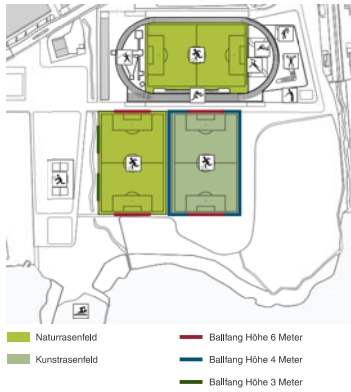 Naturrasenfeld
Kunstrasenfeld
Ballfang Höhe 6 Meter
Ballfang Höhe 4 Meter
Ballfang Höhe 3 Meter